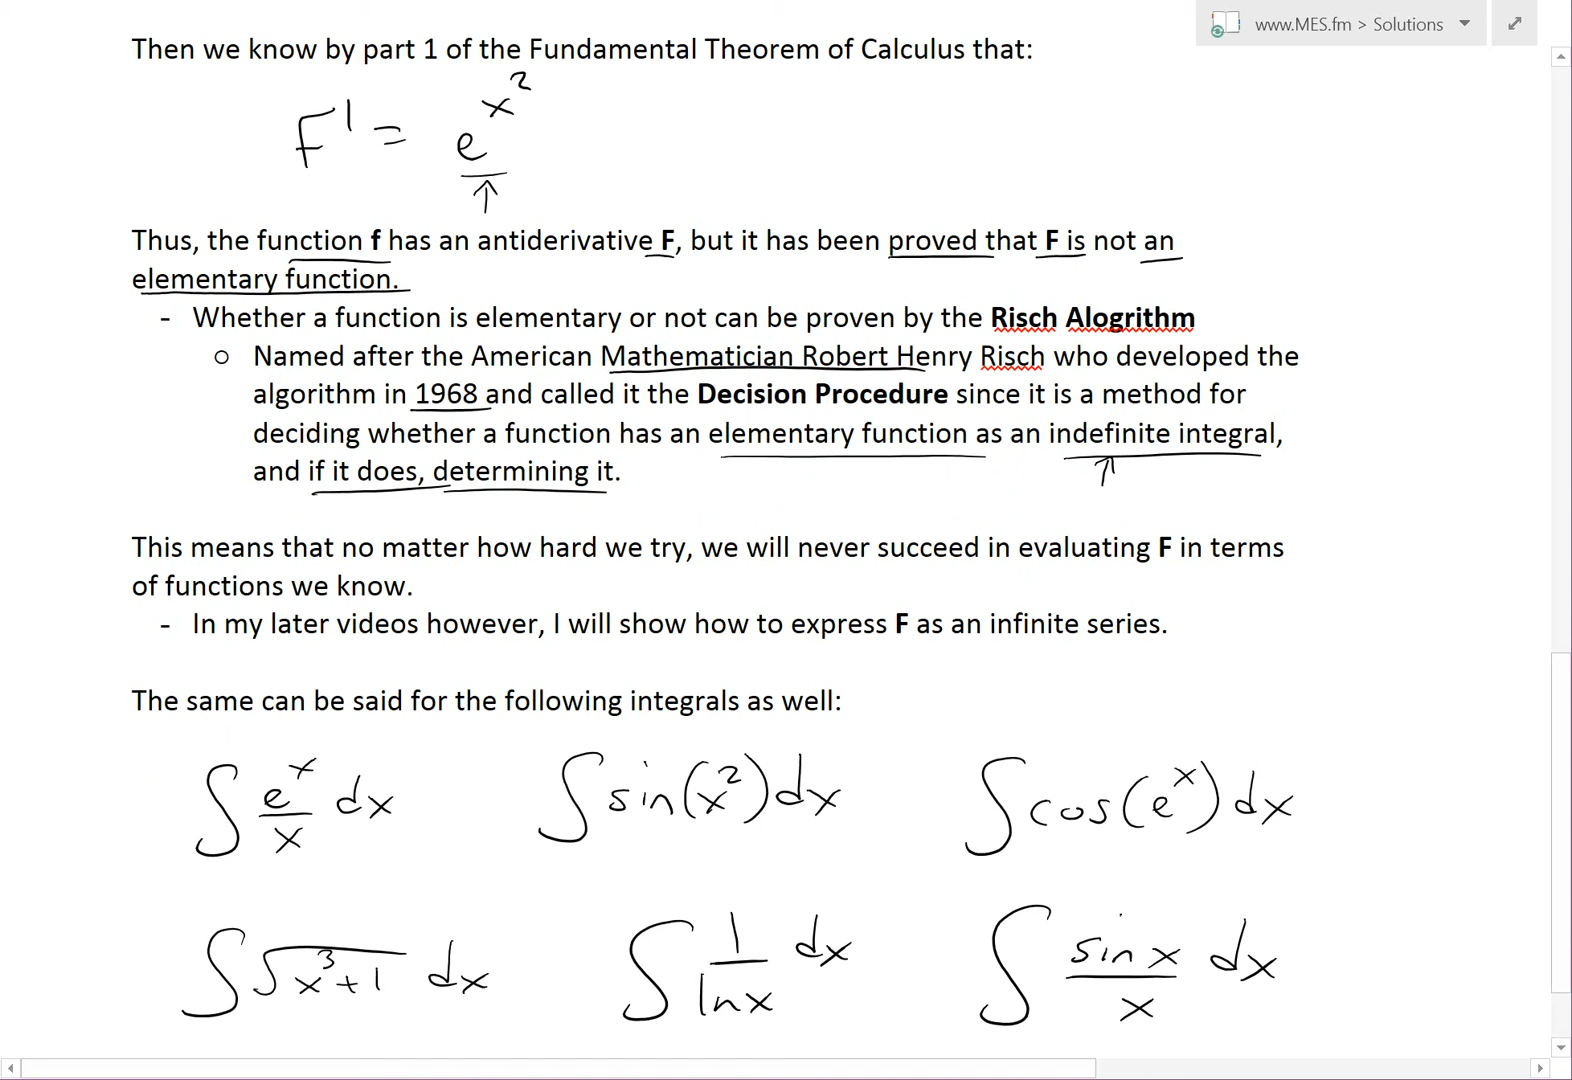 www.MES.fm > Solutions
Then we know by part 1 of the Fundamental Theorem of Calculus that:
F' = e^x^2
Thus, the function f has an antiderivative F, but it has been proved that F is not an
elementary function.
- Whether a function is elementary or not can be proven by the Risch Alogrithm
○ Named after the American Mathematician Robert Henry Risch who developed the
algorithm in 1968 and called it the Decision Procedure since it is a method for
deciding whether a function has an elementary function as an indefinite integral,
and if it does, determining it.
This means that no matter how hard we try, we will never succeed in evaluating F in terms
of functions we know.
- In my later videos however, I will show how to express F as an infinite series.
The same can be said for the following integrals as well:
∫ e^x/x dx ∫ sin(x^2) dx ∫ cos(e^x) dx
∫ √(x^3+1) dx ∫ 1/ln x dx ∫ sin x/x dx